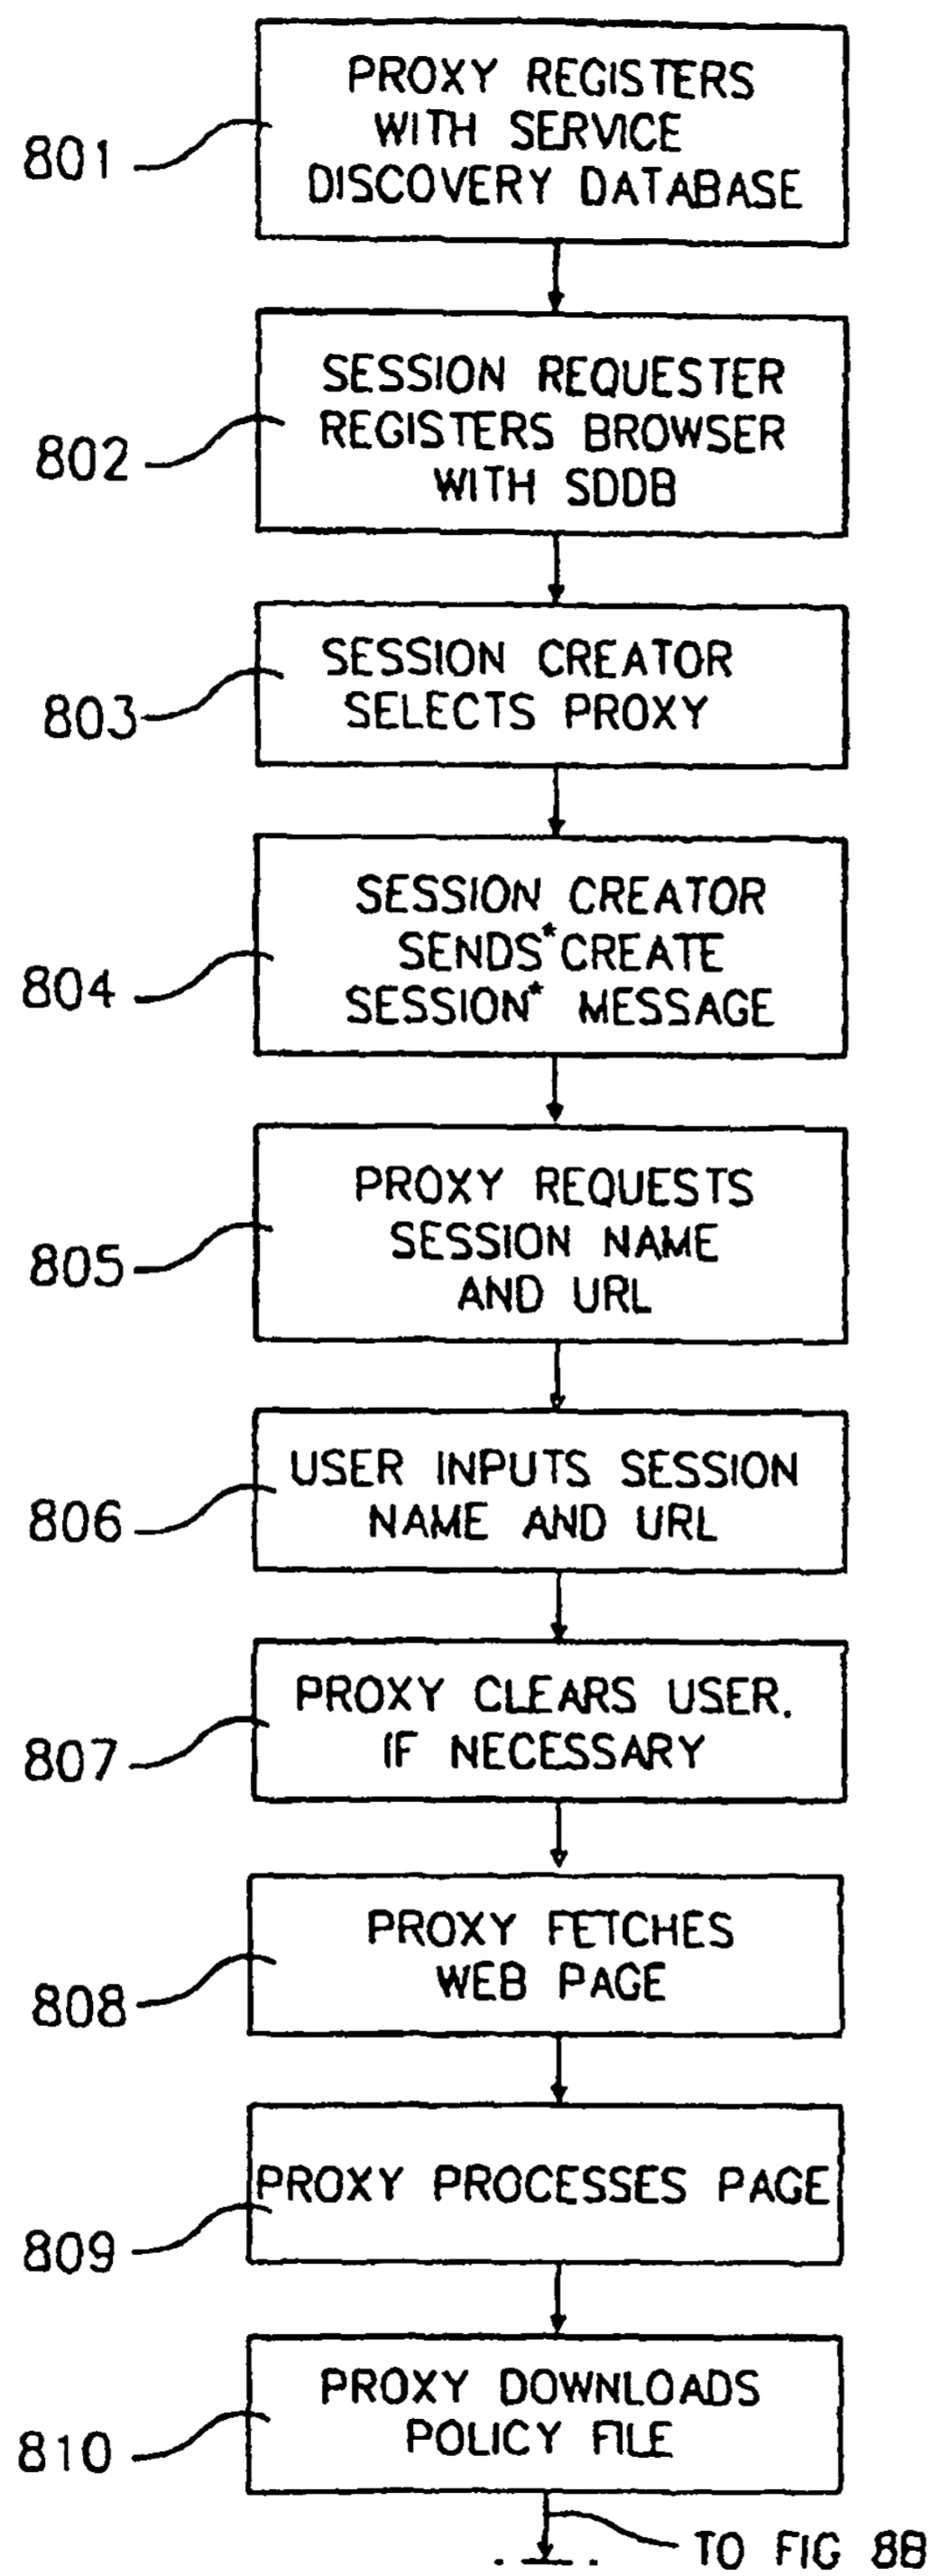 PROXY REGISTERS
WITH SERVICE
DISCOVERY DATABASE
801
SESSION REQUESTER
REGISTERS BROWSER
WITH SDDB
802
SESSION CREATOR
SELECTS PROXY
803
SESSION CREATOR
SENDS "CREATE
SESSION" MESSAGE
804
PROXY REQUESTS
SESSION NAME
AND URL
805
USER INPUTS SESSION
NAME AND URL
806
PROXY CLEARS USER.
IF NECESSARY
807
PROXY FETCHES
WEB PAGE
808
PROXY PROCESSES PAGE
809
PROXY DOWNLOADS
POLICY FILE
810
TO FIG 8B